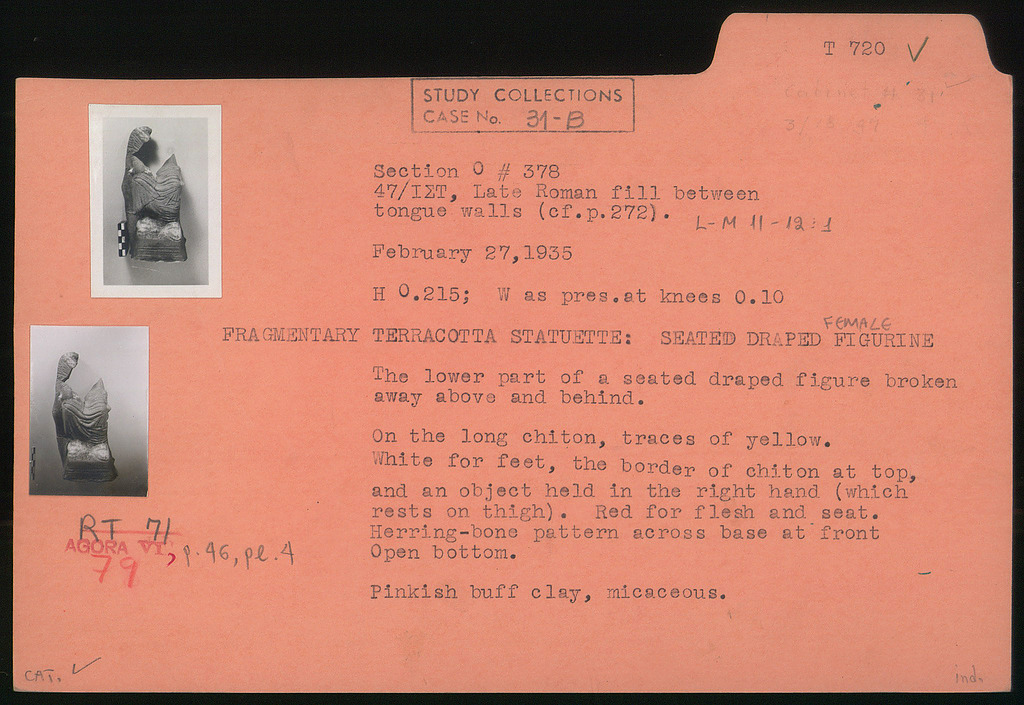 T 720 ✓
STUDY COLLECTIONS
CASE No. 31-B
Section O # 378
47/ΙΣΤ, Late Roman fill between
tongue walls (cf.p.272).
L-M 11-12:1
February 27,1935
H 0.215; W as pres.at knees 0.10
FRAGMENTARY TERRACOTTA STATUETTE: SEATED DRAPED FEMALE FIGURINE
The lower part of a seated draped figure broken
away above and behind.
On the long chiton, traces of yellow.
White for feet, the border of chiton at top,
and an object held in the right hand (which
rests on thigh). Red for flesh and seat.
Herring-bone pattern across base at front
Open bottom.
Pinkish buff clay, micaceous.
RT 71
AGORA VI, p.46, pl.4
79
CAT. ✓
ind.